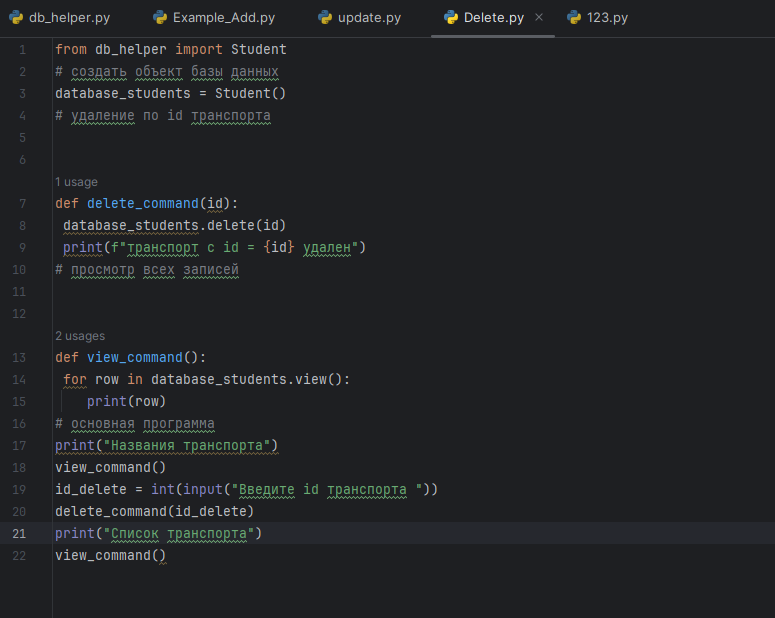 db_helper.py Example_Add.py update.py Delete.py 123.py
1 from db_helper import Student
2 # создать объект базы данных
3 database_students = Student()
4 # удаление по id транспорта
5
6
1 usage
7 def delete_command(id):
8 database_students.delete(id)
9 print(f"транспорт с id = {id} удален")
10 # просмотр всех записей
11
12
2 usages
13 def view_command():
14 for row in database_students.view():
15 print(row)
16 # основная программа
17 print("Названия транспорта")
18 view_command()
19 id_delete = int(input("Введите id транспорта "))
20 delete_command(id_delete)
21 print("Список транспорта")
22 view_command()